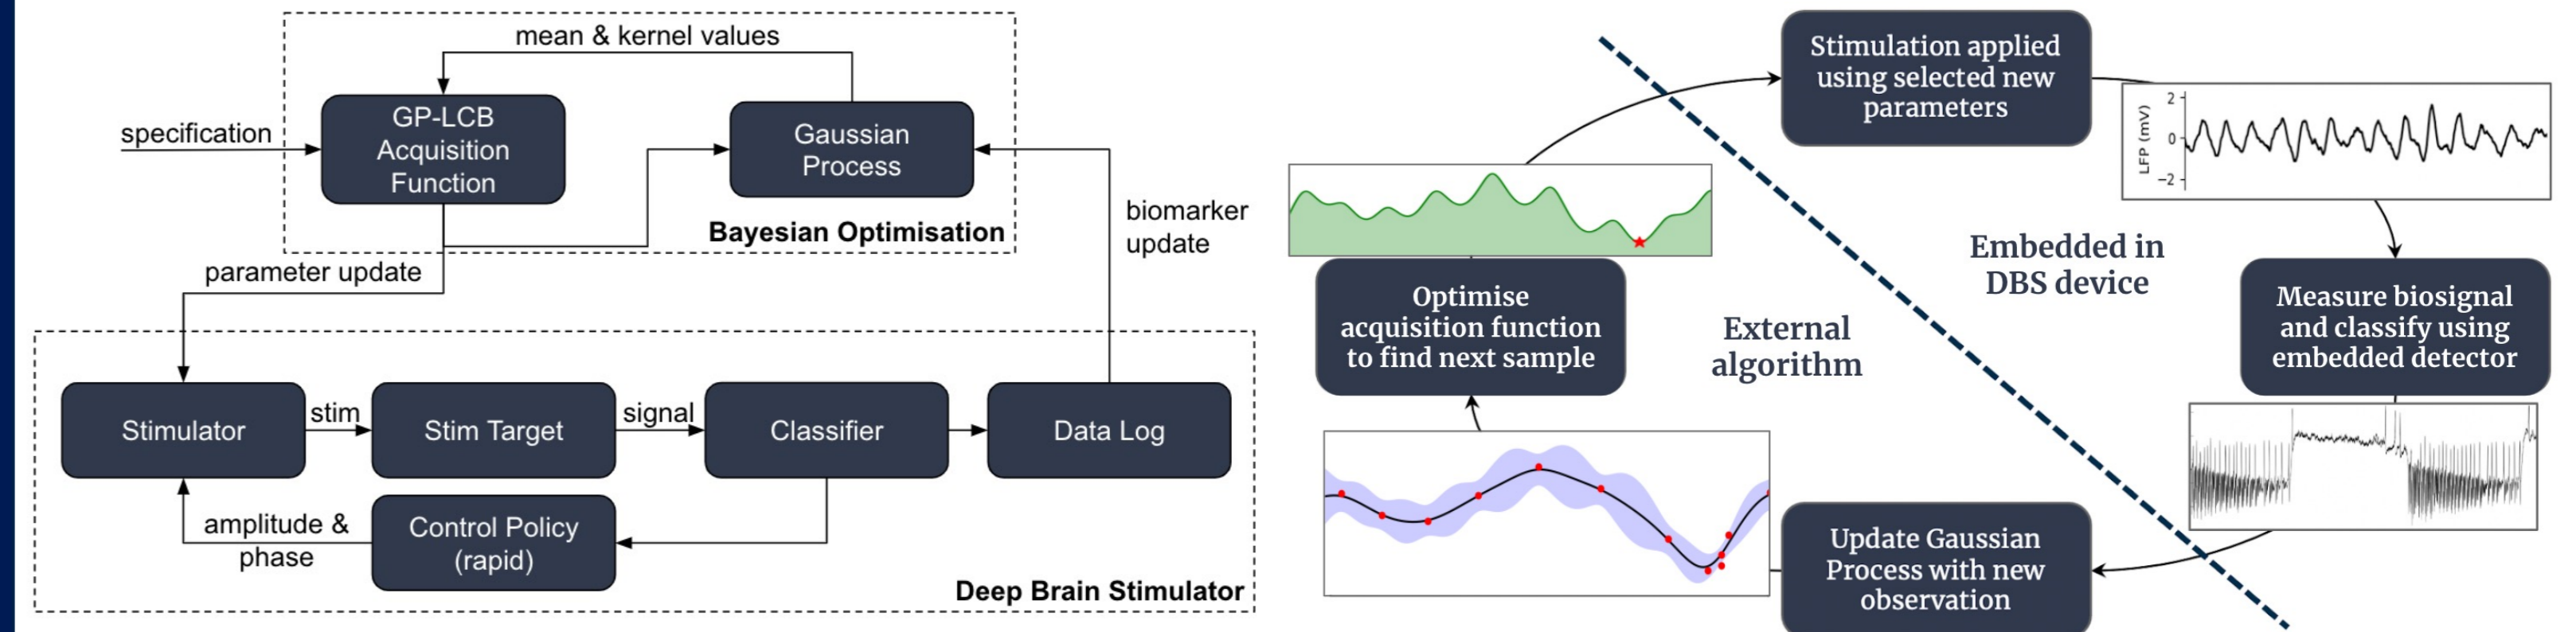 mean & kernel values
specification
GP-LCB
Acquisition
Function
Gaussian
Process
Bayesian Optimisation
parameter update
biomarker
update
Stimulator
stim
Stim Target
signal
Classifier
Data Log
amplitude &
phase
Control Policy
(rapid)
Deep Brain Stimulator
Stimulation applied
using selected new
parameters
LFP (mV)
2
0
−2
Embedded in
DBS device
Measure biosignal
and classify using
embedded detector
External
algorithm
Optimise
acquisition function
to find next sample
Update Gaussian
Process with new
observation